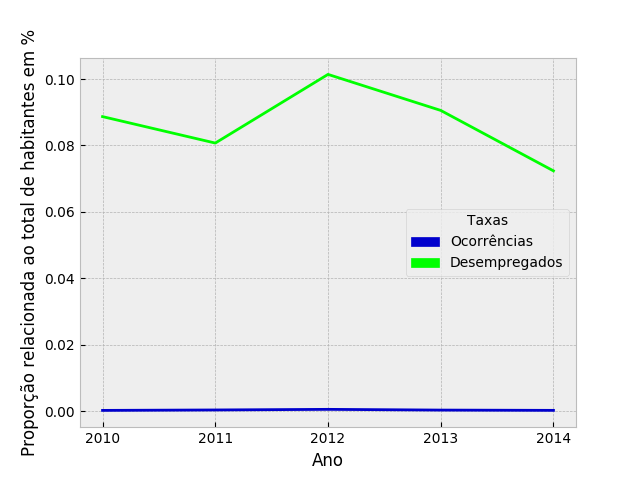 Proporção relacionada ao total de habitantes em %
0.10
0.08
0.06
0.04
0.02
0.00
Taxas
Ocorrências
Desempregados
2010 2011 2012 2013 2014
Ano